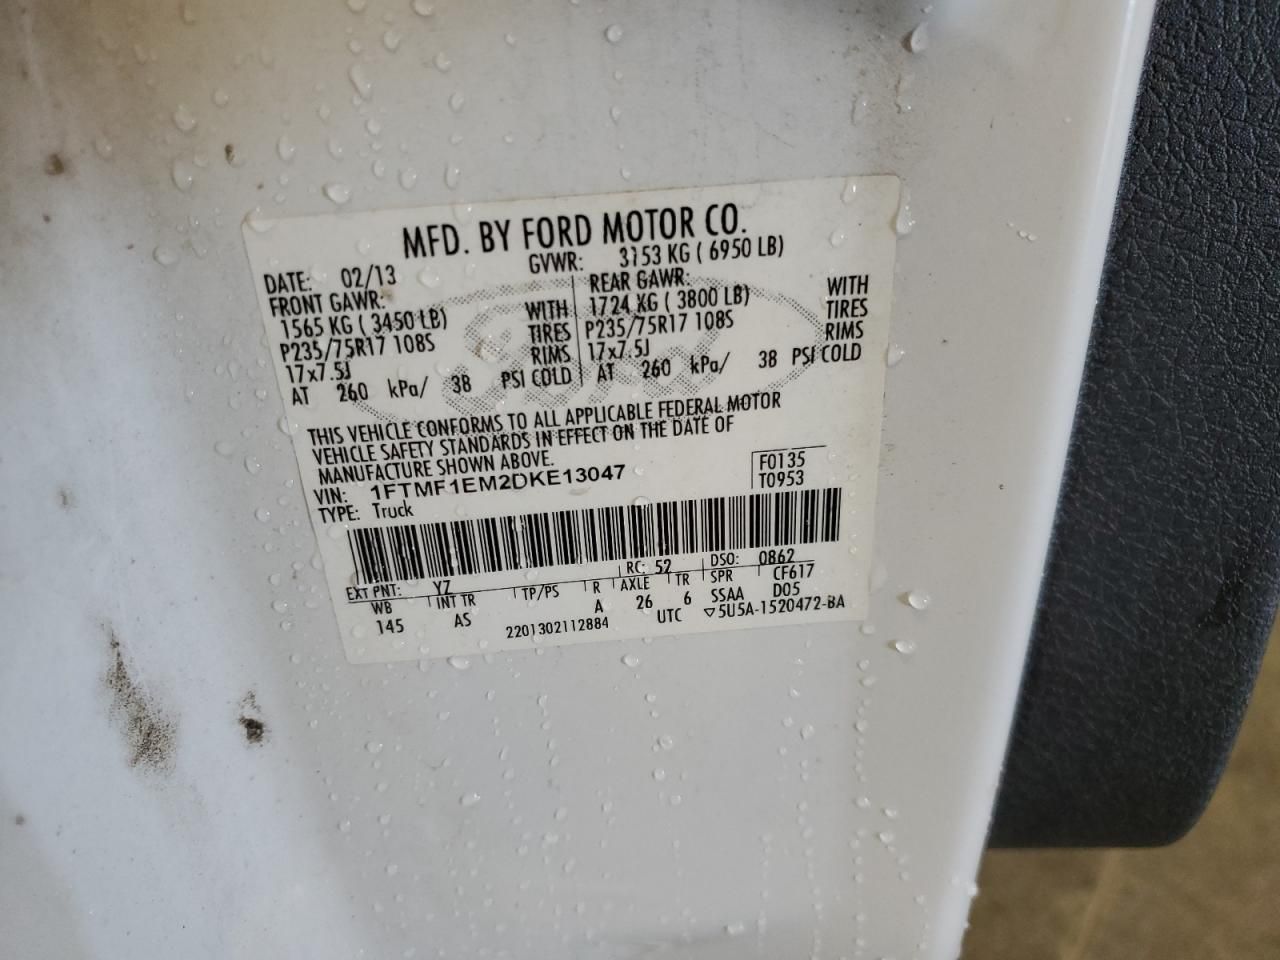 MFD. BY FORD MOTOR CO.
DATE: 02/13 GVWR: 3153 KG ( 6950 LB)
FRONT GAWR: REAR GAWR:
1565 KG ( 3450 LB) WITH 1724 KG ( 3800 LB) WITH
P235/75R17 108S TIRES P235/75R17 108S TIRES
17x7.5J RIMS 17x7.5J RIMS
AT 260 kPa/ 38 PSI COLD AT 260 kPa/ 38 PSI COLD
THIS VEHICLE CONFORMS TO ALL APPLICABLE FEDERAL MOTOR
VEHICLE SAFETY STANDARDS IN EFFECT ON THE DATE OF
MANUFACTURE SHOWN ABOVE.
VIN: 1FTMF1EM2DKE13047 F0135
TYPE: Truck T0953
EXT PNT: YZ RC: 52 DSO: 0862
WB INT TR TP/PS R AXLE TR SPR CF617
145 AS A 26 6 SSAA D05
2201302112884 UTC ▽5U5A-1520472-BA
Ford